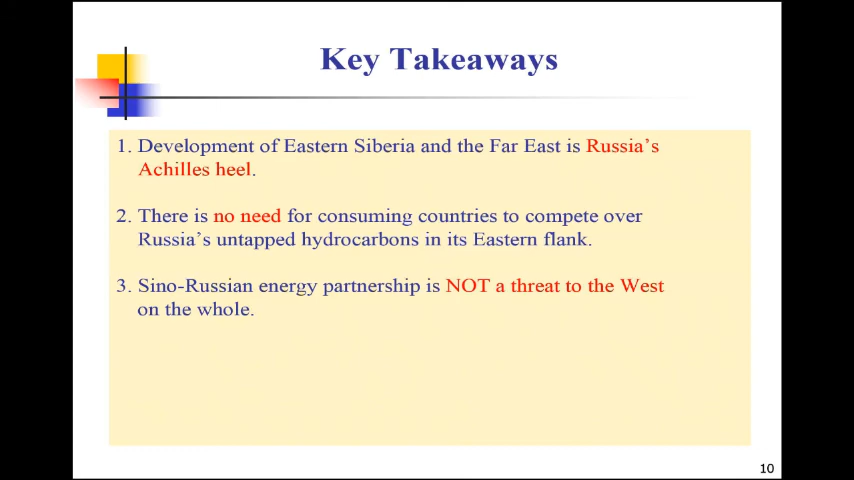 Key Takeaways
1. Development of Eastern Siberia and the Far East is Russia's
Achilles heel.
2. There is no need for consuming countries to compete over
Russia's untapped hydrocarbons in its Eastern flank.
3. Sino-Russian energy partnership is NOT a threat to the West
on the whole.
10